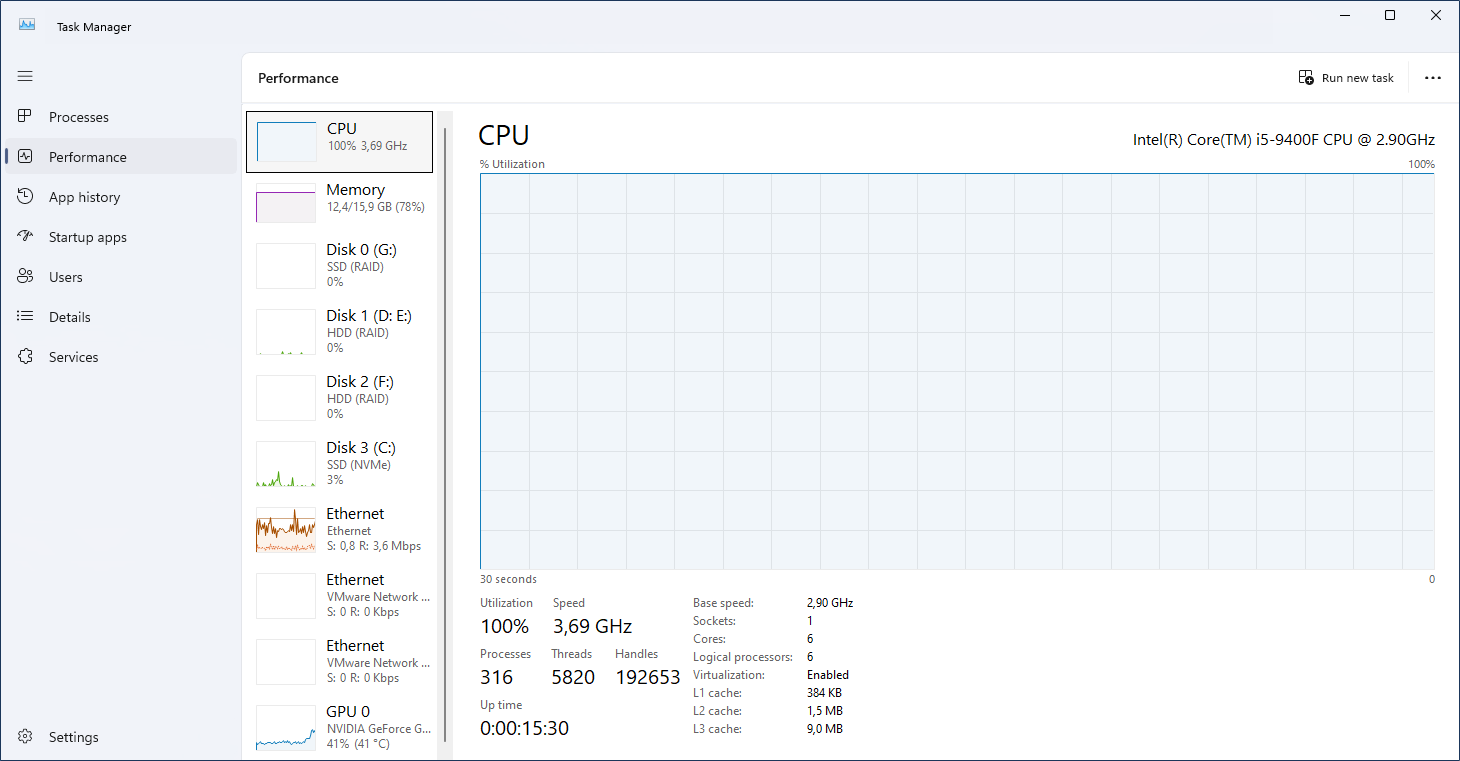 Task Manager
Performance
Run new task
Processes
Performance
App history
Startup apps
Users
Details
Services
Settings
CPU
100% 3,69 GHz
Memory
12,4/15,9 GB (78%)
Disk 0 (G:)
SSD (RAID)
0%
Disk 1 (D: E:)
HDD (RAID)
0%
Disk 2 (F:)
HDD (RAID)
0%
Disk 3 (C:)
SSD (NVMe)
3%
Ethernet
Ethernet
S: 0,8 R: 3,6 Mbps
Ethernet
VMware Network ...
S: 0 R: 0 Kbps
Ethernet
VMware Network ...
S: 0 R: 0 Kbps
GPU 0
NVIDIA GeForce G...
41% (41 °C)
CPU
Intel(R) Core(TM) i5-9400F CPU @ 2.90GHz
% Utilization
100%
30 seconds
0
Utilization
100%
Speed
3,69 GHz
Processes
316
Threads
5820
Handles
192653
Up time
0:00:15:30
Base speed: 2,90 GHz
Sockets: 1
Cores: 6
Logical processors: 6
Virtualization: Enabled
L1 cache: 384 KB
L2 cache: 1,5 MB
L3 cache: 9,0 MB